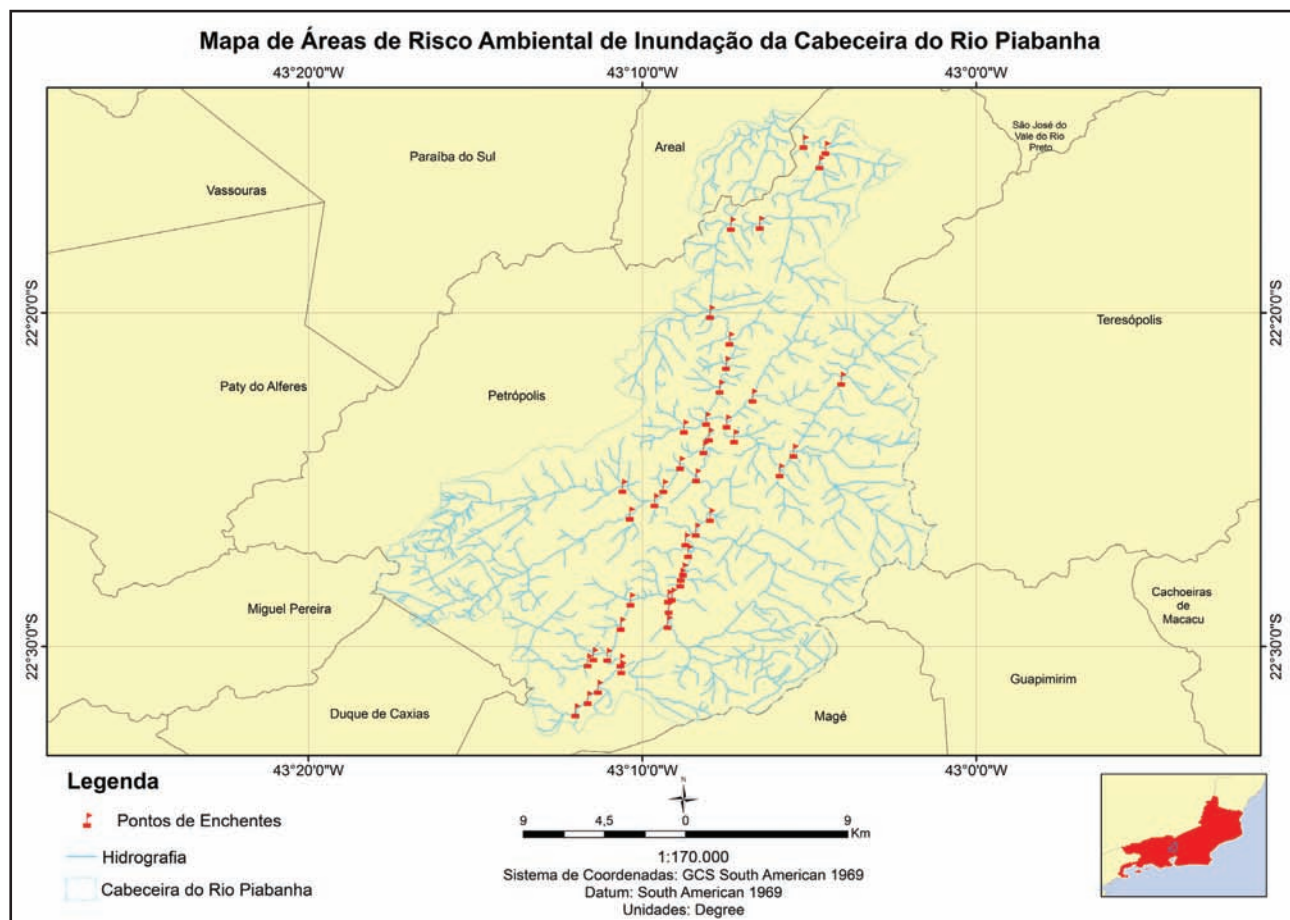 Mapa de Áreas de Risco Ambiental de Inundação da Cabeceira do Rio Piabanha
43°20'0"W
43°10'0"W
43°0'0"W
São José do
Vale do Rio
Preto
Areal
Paraíba do Sul
Vassouras
22°20'0"S
22°20'0"S
Teresópolis
Paty do Alferes
Petrópolis
Miguel Pereira
Cachoeiras
de
Macacu
22°30'0"S
22°30'0"S
Guapimirim
Duque de Caxias
Magé
43°20'0"W
43°10'0"W
43°0'0"W
Legenda
Pontos de Enchentes
Hidrografia
Cabeceira do Rio Piabanha
N
9 4,5 0 9
Km
1:170.000
Sistema de Coordenadas: GCS South American 1969
Datum: South American 1969
Unidades: Degree